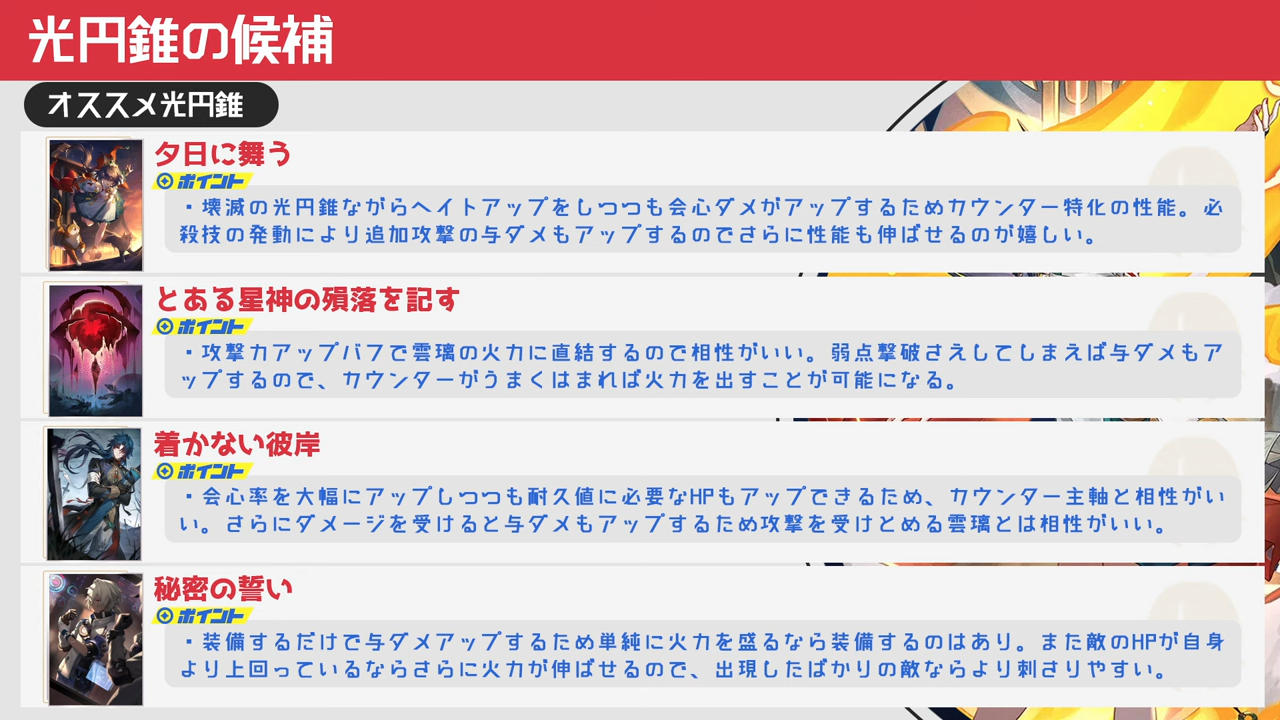 光円錐の候補
オススメ光円錐
夕日に舞う
ポイント
・壊滅の光円錐ながらヘイトアップをしつつも会心ダメがアップするためカウンター特化の性能。必
殺技の発動により追加攻撃の与ダメもアップするのでさらに性能も伸ばせるのが嬉しい。
とある星神の殞落を記す
ポイント
・攻撃力アップバフで雲璃の火力に直結するので相性がいい。弱点撃破さえしてしまえば与ダメもア
ップするので、カウンターがうまくはまれば火力を出すことが可能になる。
着かない彼岸
ポイント
・会心率を大幅にアップしつつも耐久値に必要なHPもアップできるため、カウンター主軸と相性がい
い。さらにダメージを受けると与ダメもアップするため攻撃を受けとめる雲璃とは相性がいい。
秘密の誓い
ポイント
・装備するだけで与ダメアップするため単純に火力を盛るなら装備するのはあり。また敵のHPが自身
より上回っているならさらに火力が伸ばせるので、出現したばかりの敵ならより刺さりやすい。